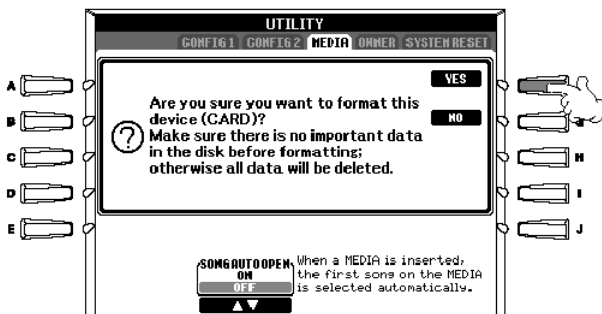 UTILITY
CONFIG 1 CONFIG 2 MEDIA OWNER SYSTEM RESET
YES
NO
Are you sure you want to format this
device (CARD)?
Make sure there is no important data
in the disk before formatting;
otherwise all data will be deleted.
A
B
C
D
E
G
H
I
J
SONG AUTO OPEN
ON
OFF
When a MEDIA is inserted,
the first song on the MEDIA
is selected automatically.